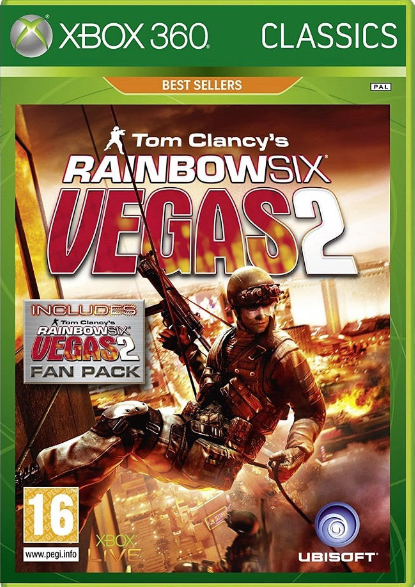 XBOX 360 CLASSICS
BEST SELLERS
PAL
Tom Clancy's
RAINBOWSIX
VEGAS2
INCLUDES
Tom Clancy's
RAINBOWSIX
VEGAS2
FAN PACK
16
www.pegi.info
XBOX
LIVE
UBISOFT